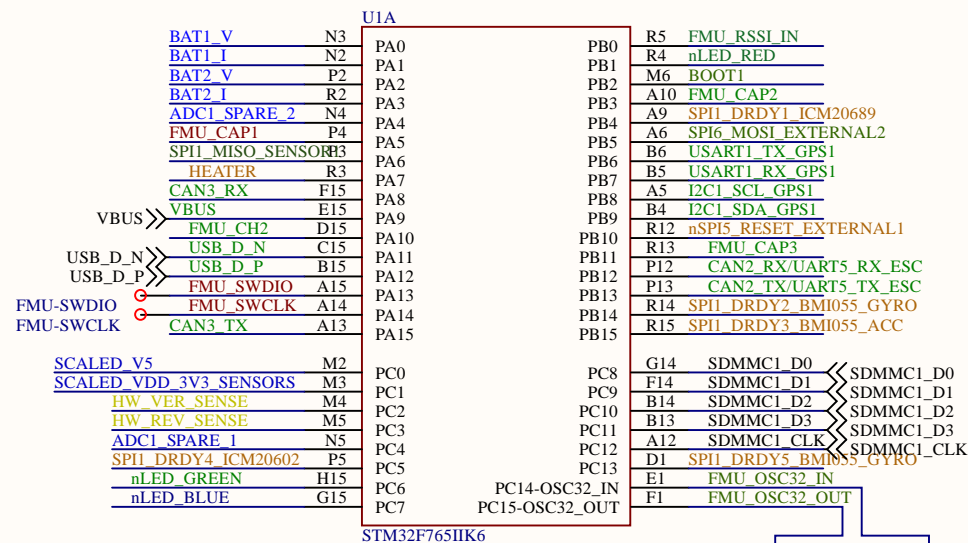 U1A
BAT1_V N3 PA0 PB0 R5 FMU_RSSI_IN
BAT1_I N2 PA1 PB1 R4 nLED_RED
BAT2_V P2 PA2 PB2 M6 BOOT1
BAT2_I R2 PA3 PB3 A10 FMU_CAP2
ADC1_SPARE_2 N4 PA4 PB4 A9 SPI1_DRDY1_ICM20689
FMU_CAP1 P4 PA5 PB5 A6 SPI6_MOSI_EXTERNAL2
SPI1_MISO_SENSOR1 P3 PA6 PB6 B6 USART1_TX_GPS1
HEATER R3 PA7 PB7 B5 USART1_RX_GPS1
CAN3_RX F15 PA8 PB8 A5 I2C1_SCL_GPS1
VBUS VBUS E15 PA9 PB9 B4 I2C1_SDA_GPS1
FMU_CH2 D15 PA10 PB10 R12 nSPI5_RESET_EXTERNAL1
USB_D_N USB_D_N C15 PA11 PB11 R13 FMU_CAP3
USB_D_P USB_D_P B15 PA12 PB12 P12 CAN2_RX/UART5_RX_ESC
FMU-SWDIO FMU_SWDIO A15 PA13 PB13 P13 CAN2_TX/UART5_TX_ESC
FMU-SWCLK FMU_SWCLK A14 PA14 PB14 R14 SPI1_DRDY2_BMI055_GYRO
CAN3_TX A13 PA15 PB15 R15 SPI1_DRDY3_BMI055_ACC
SCALED_V5 M2 PC0 PC8 G14 SDMMC1_D0 SDMMC1_D0
SCALED_VDD_3V3_SENSORS M3 PC1 PC9 F14 SDMMC1_D1 SDMMC1_D1
HW_VER_SENSE M4 PC2 PC10 B14 SDMMC1_D2 SDMMC1_D2
HW_REV_SENSE M5 PC3 PC11 B13 SDMMC1_D3 SDMMC1_D3
ADC1_SPARE_1 N5 PC4 PC12 A12 SDMMC1_CLK SDMMC1_CLK
SPI1_DRDY4_ICM20602 P5 PC5 PC13 D1 SPI1_DRDY5_BMI055_GYRO
nLED_GREEN H15 PC6 PC14-OSC32_IN E1 FMU_OSC32_IN
nLED_BLUE G15 PC7 PC15-OSC32_OUT F1 FMU_OSC32_OUT
STM32F765IIK6